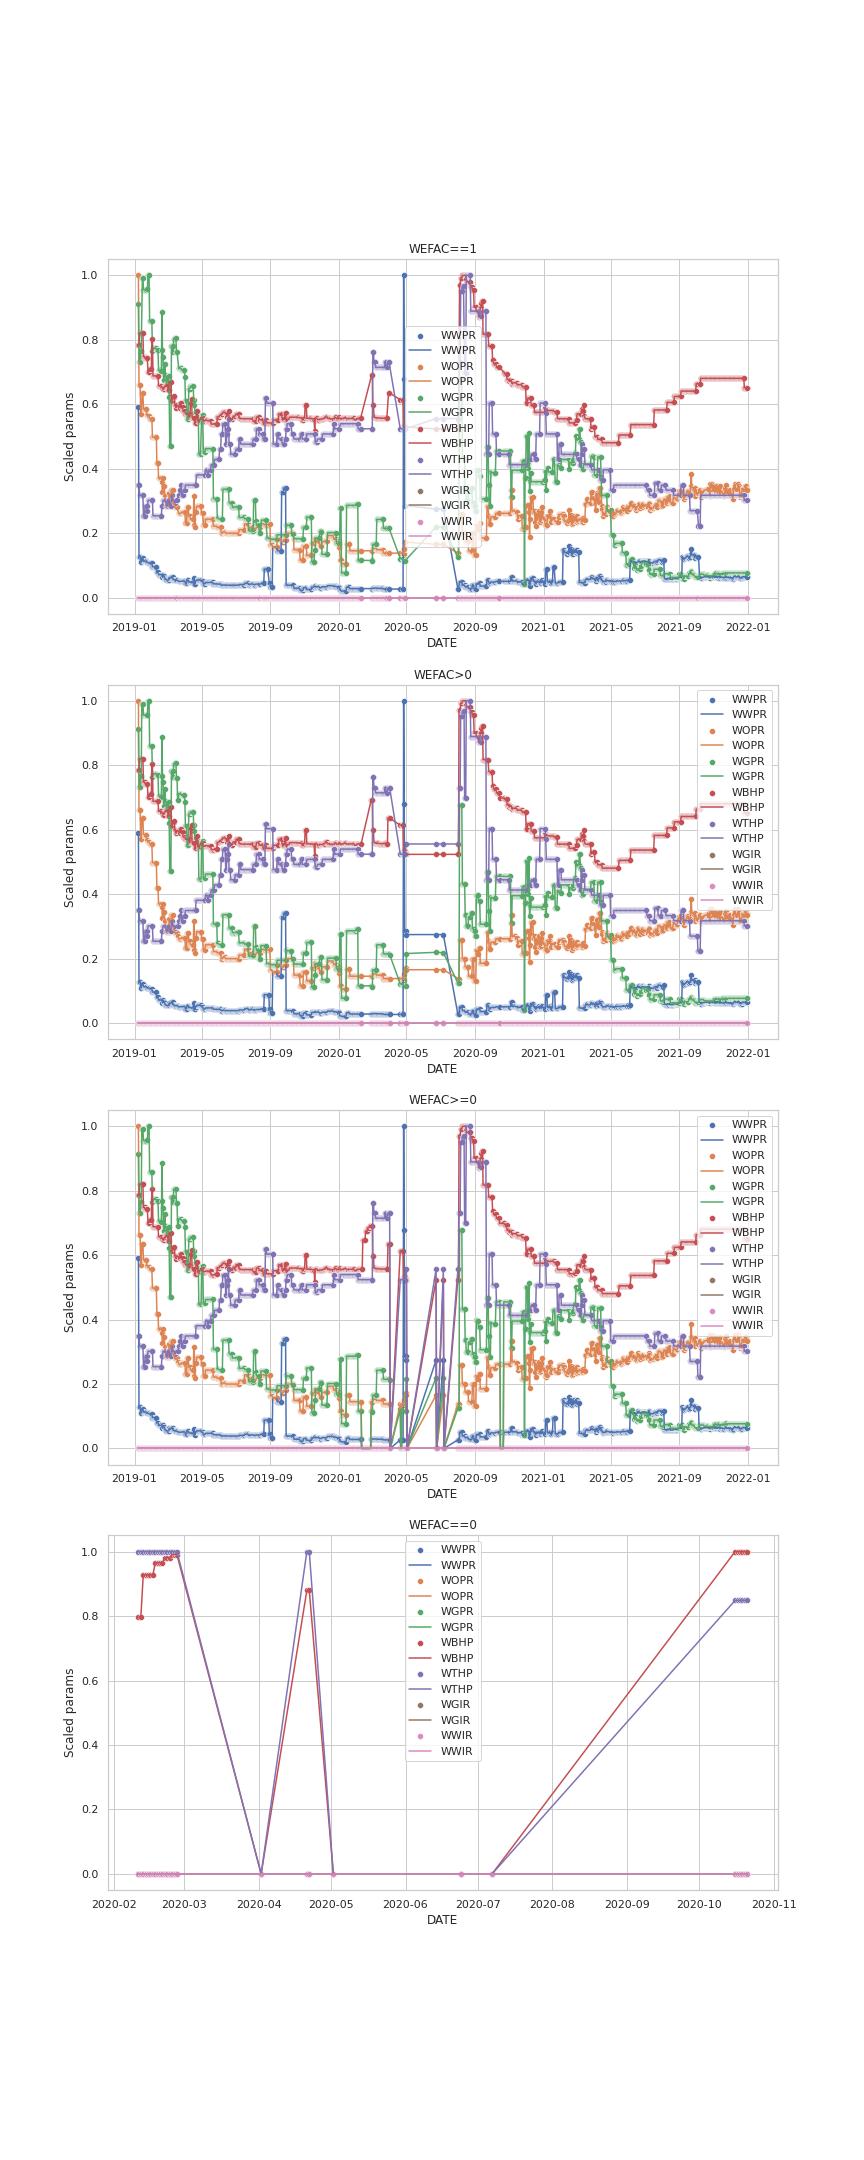 WEFAC==1
1.0
0.8
0.6
0.4
0.2
0.0
Scaled params
WWPR
WWPR
WOPR
WOPR
WGPR
WGPR
WBHP
WBHP
WTHP
WTHP
WGIR
WGIR
WWIR
WWIR
2019-01 2019-05 2019-09 2020-01 2020-05 2020-09 2021-01 2021-05 2021-09 2022-01
DATE
WEFAC>0
1.0
0.8
0.6
0.4
0.2
0.0
Scaled params
WWPR
WWPR
WOPR
WOPR
WGPR
WGPR
WBHP
WBHP
WTHP
WTHP
WGIR
WGIR
WWIR
WWIR
2019-01 2019-05 2019-09 2020-01 2020-05 2020-09 2021-01 2021-05 2021-09 2022-01
DATE
WEFAC>=0
1.0
0.8
0.6
0.4
0.2
0.0
Scaled params
WWPR
WWPR
WOPR
WOPR
WGPR
WGPR
WBHP
WBHP
WTHP
WTHP
WGIR
WGIR
WWIR
WWIR
2019-01 2019-05 2019-09 2020-01 2020-05 2020-09 2021-01 2021-05 2021-09 2022-01
DATE
WEFAC==0
1.0
0.8
0.6
0.4
0.2
0.0
Scaled params
WWPR
WWPR
WOPR
WOPR
WGPR
WGPR
WBHP
WBHP
WTHP
WTHP
WGIR
WGIR
WWIR
WWIR
2020-02 2020-03 2020-04 2020-05 2020-06 2020-07 2020-08 2020-09 2020-10 2020-11
DATE